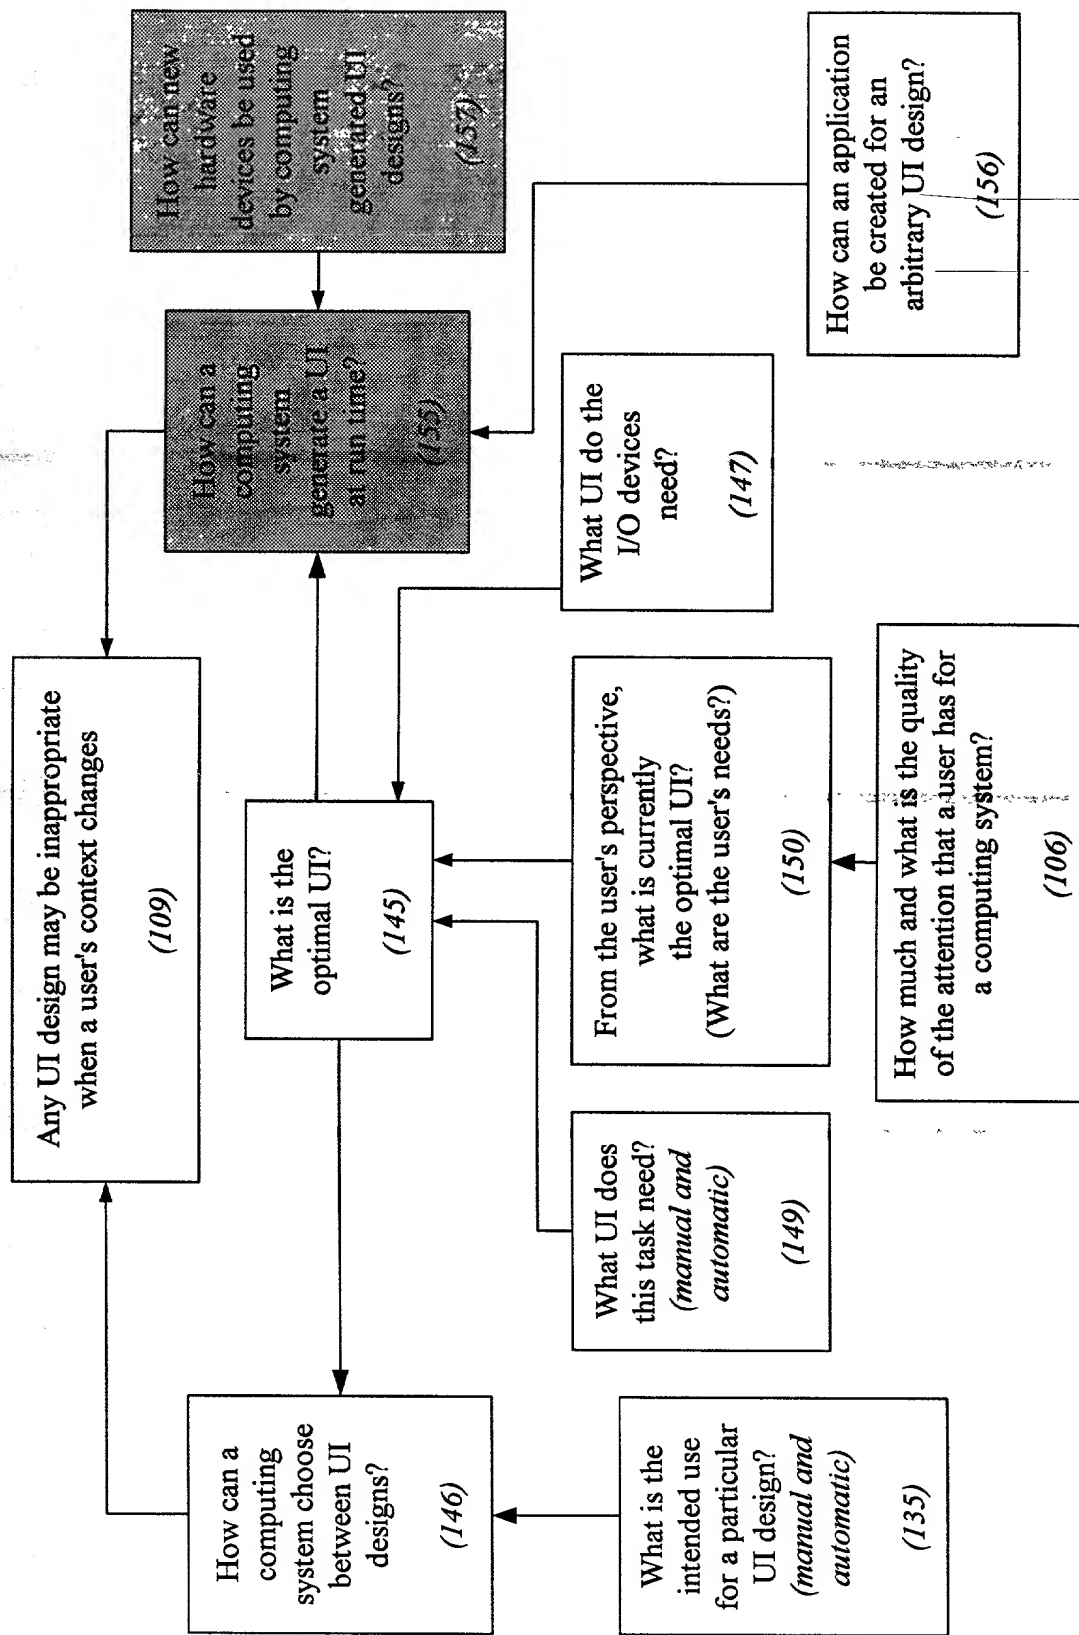 Any UI design may be inappropriate
when a user's context changes
(109)
How can a
computing
system choose
between UI
designs?
(146)
What is the
optimal UI?
(145)
How can a
computing
system
generate a UI
at run time?
(155)
How can new
hardware
devices be used
by computing
system
generated UI
designs?
(157)
What is the
intended use
for a particular
UI design?
(manual and
automatic)
(135)
What UI does
this task need?
(manual and
automatic)
(149)
From the user's perspective,
what is currently
the optimal UI?
(What are the user's needs?)
(150)
What UI do the
I/O devices
need?
(147)
How much and what is the quality
of the attention that a user has for
a computing system?
(106)
How can an application
be created for an
arbitrary UI design?
(156)